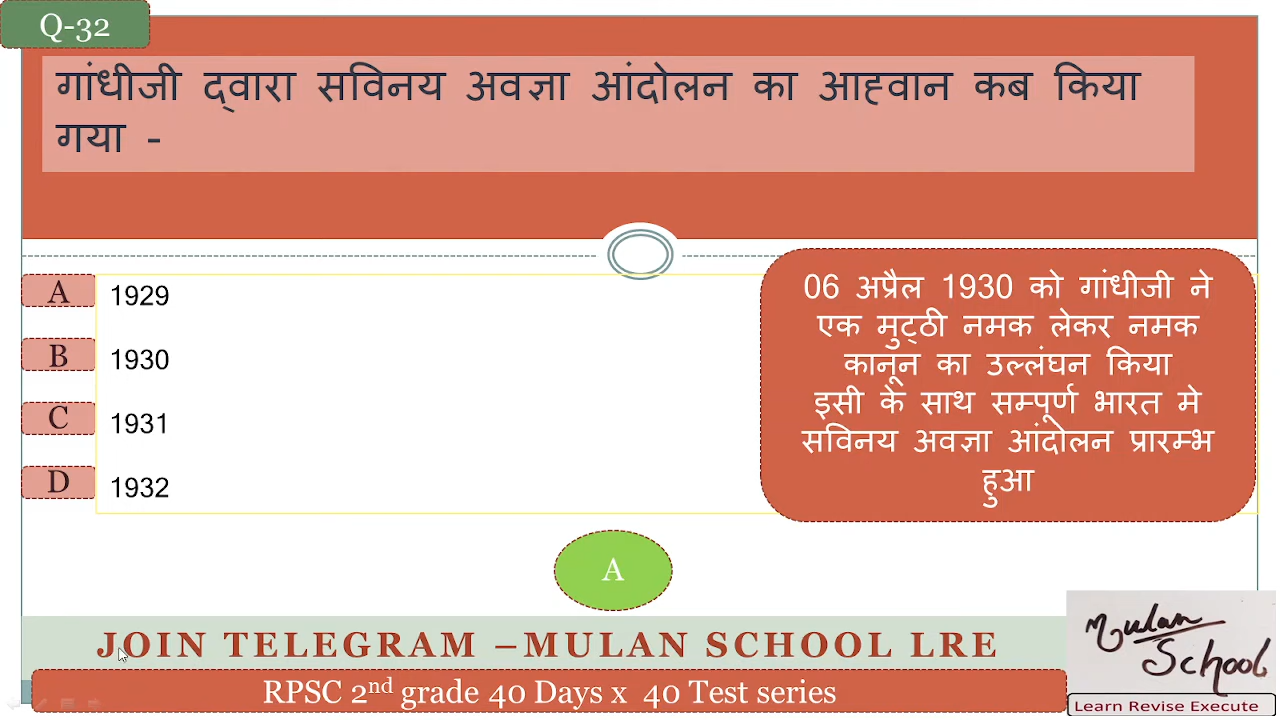 Q-32
गांधीजी द्वारा सविनय अवज्ञा आंदोलन का आह्वान कब किया
गया -
A 1929
B 1930
C 1931
D 1932
06 अप्रैल 1930 को गांधीजी ने
एक मुट्ठी नमक लेकर नमक
कानून का उल्लंघन किया
इसी के साथ सम्पूर्ण भारत मे
सविनय अवज्ञा आंदोलन प्रारम्भ
हुआ
A
JOIN TELEGRAM –MULAN SCHOOL LRE
RPSC 2nd grade 40 Days x 40 Test series
Mulan
School
Learn Revise Execute